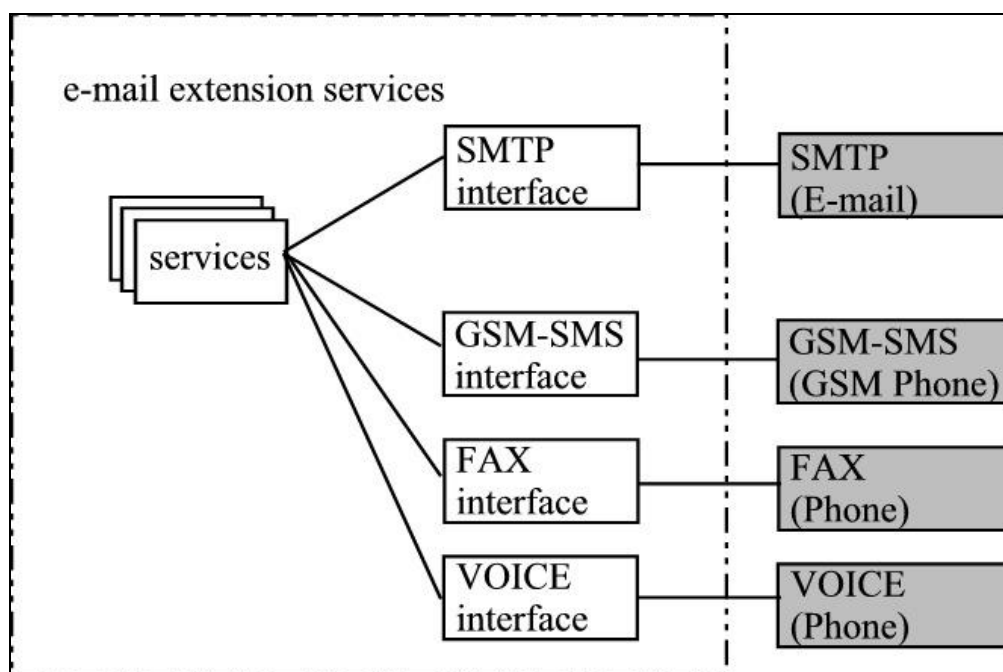 e-mail extension services
services
SMTP
interface
SMTP
(E-mail)
GSM-SMS
interface
GSM-SMS
(GSM Phone)
FAX
interface
FAX
(Phone)
VOICE
interface
VOICE
(Phone)